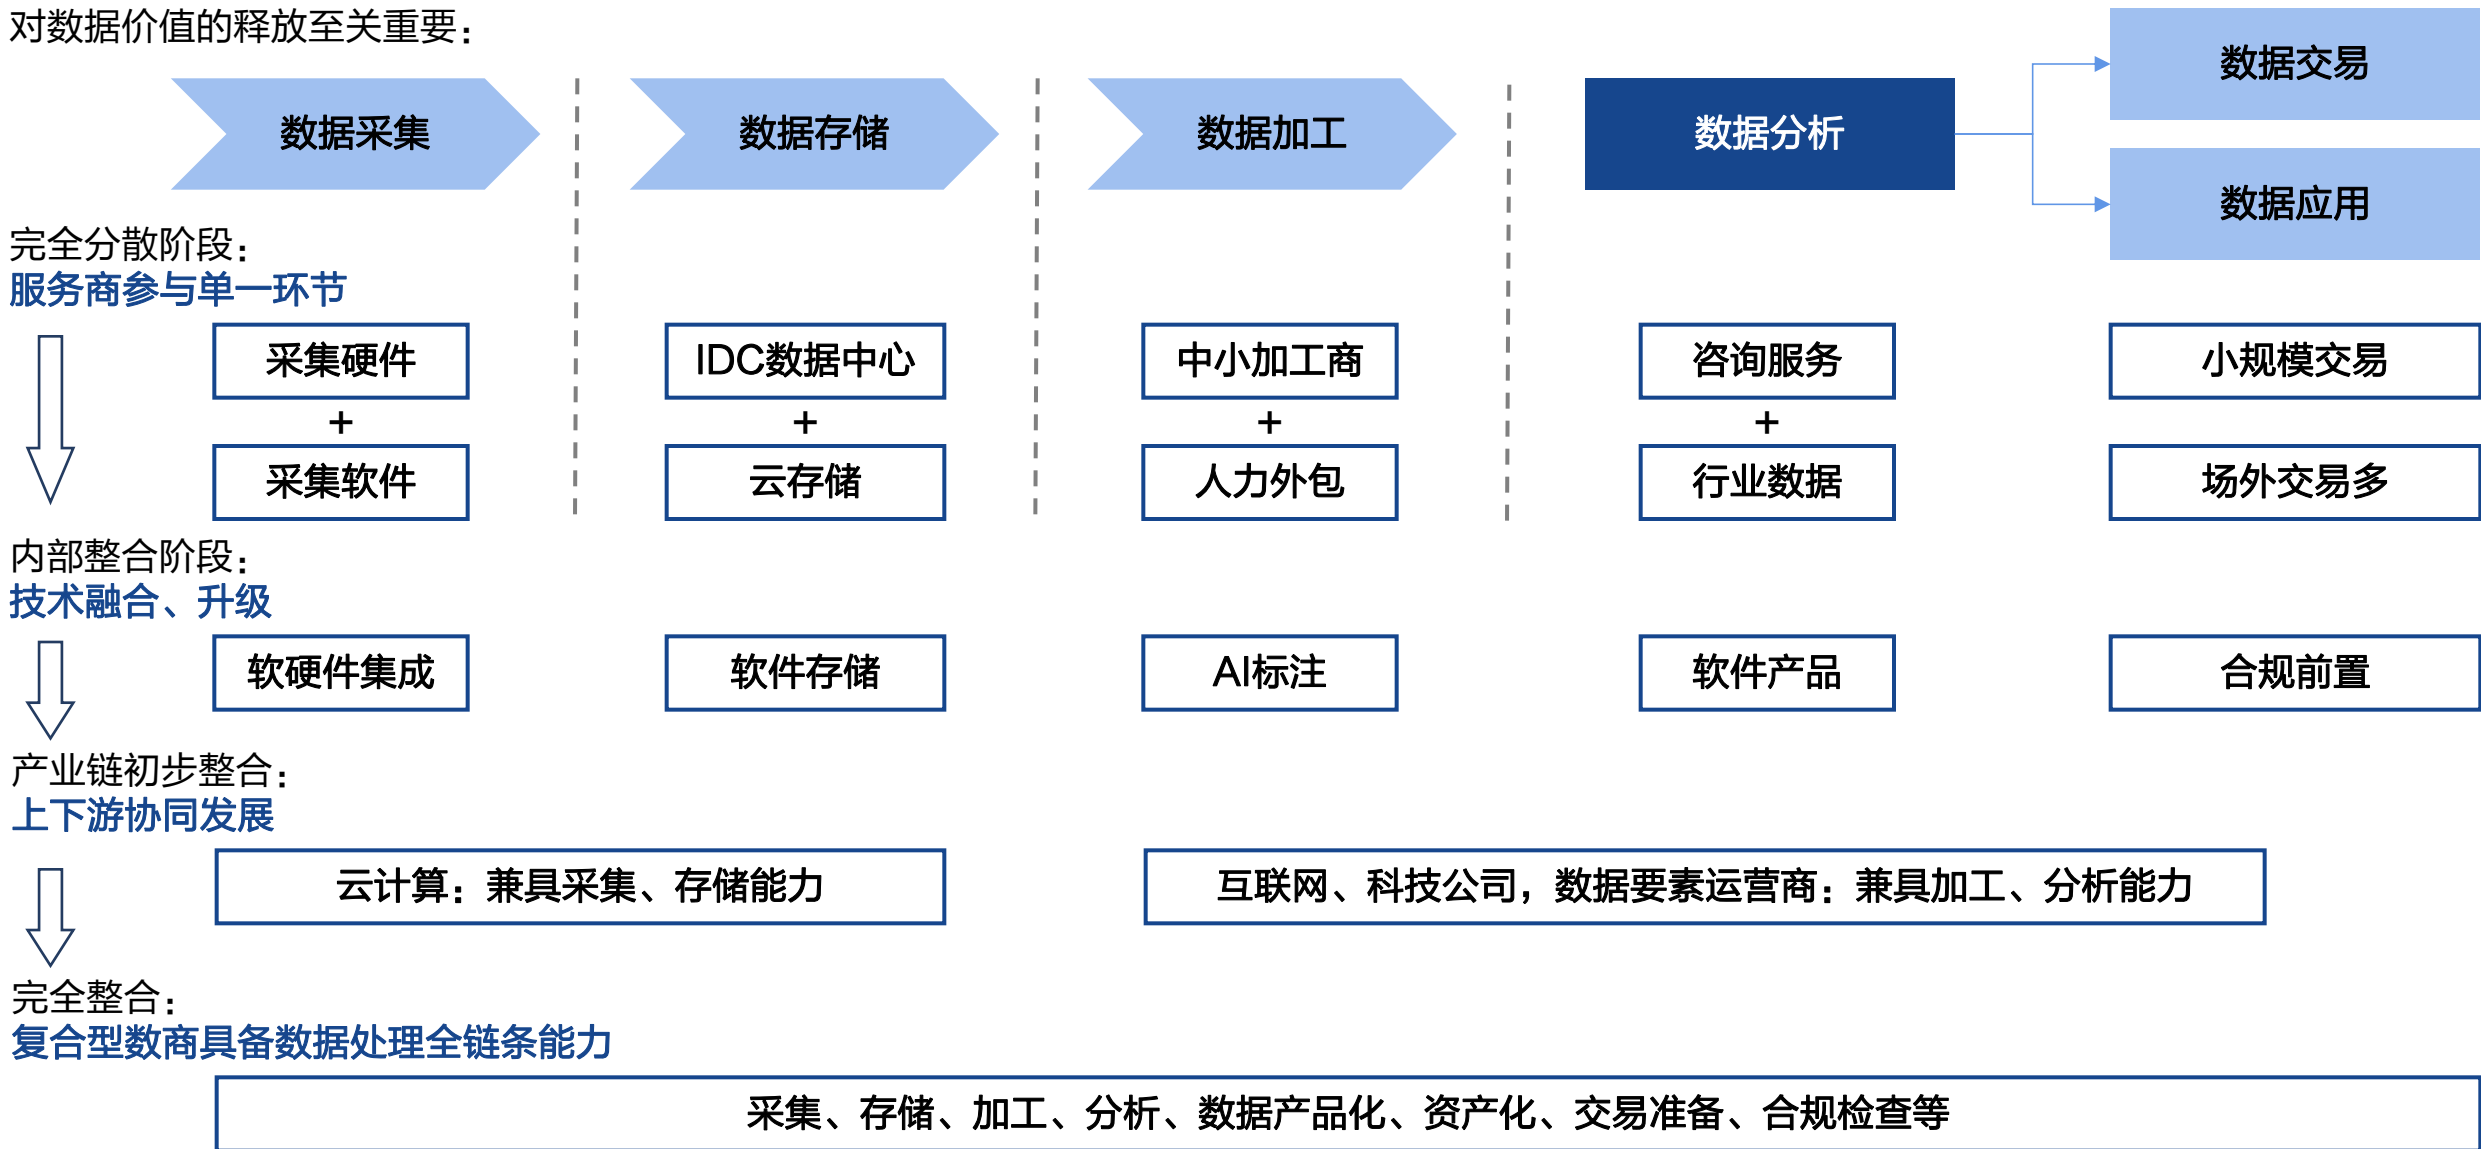 对数据价值的释放至关重要：
数据采集
数据存储
数据加工
数据分析
数据交易
数据应用
完全分散阶段：
服务商参与单一环节
采集硬件
IDC数据中心
中小加工商
咨询服务
小规模交易
+
+
+
+
采集软件
云存储
人力外包
行业数据
场外交易多
内部整合阶段：
技术融合、升级
软硬件集成
软件存储
AI标注
软件产品
合规前置
产业链初步整合：
上下游协同发展
云计算：兼具采集、存储能力
互联网、科技公司，数据要素运营商：兼具加工、分析能力
完全整合：
复合型数商具备数据处理全链条能力
采集、存储、加工、分析、数据产品化、资产化、交易准备、合规检查等